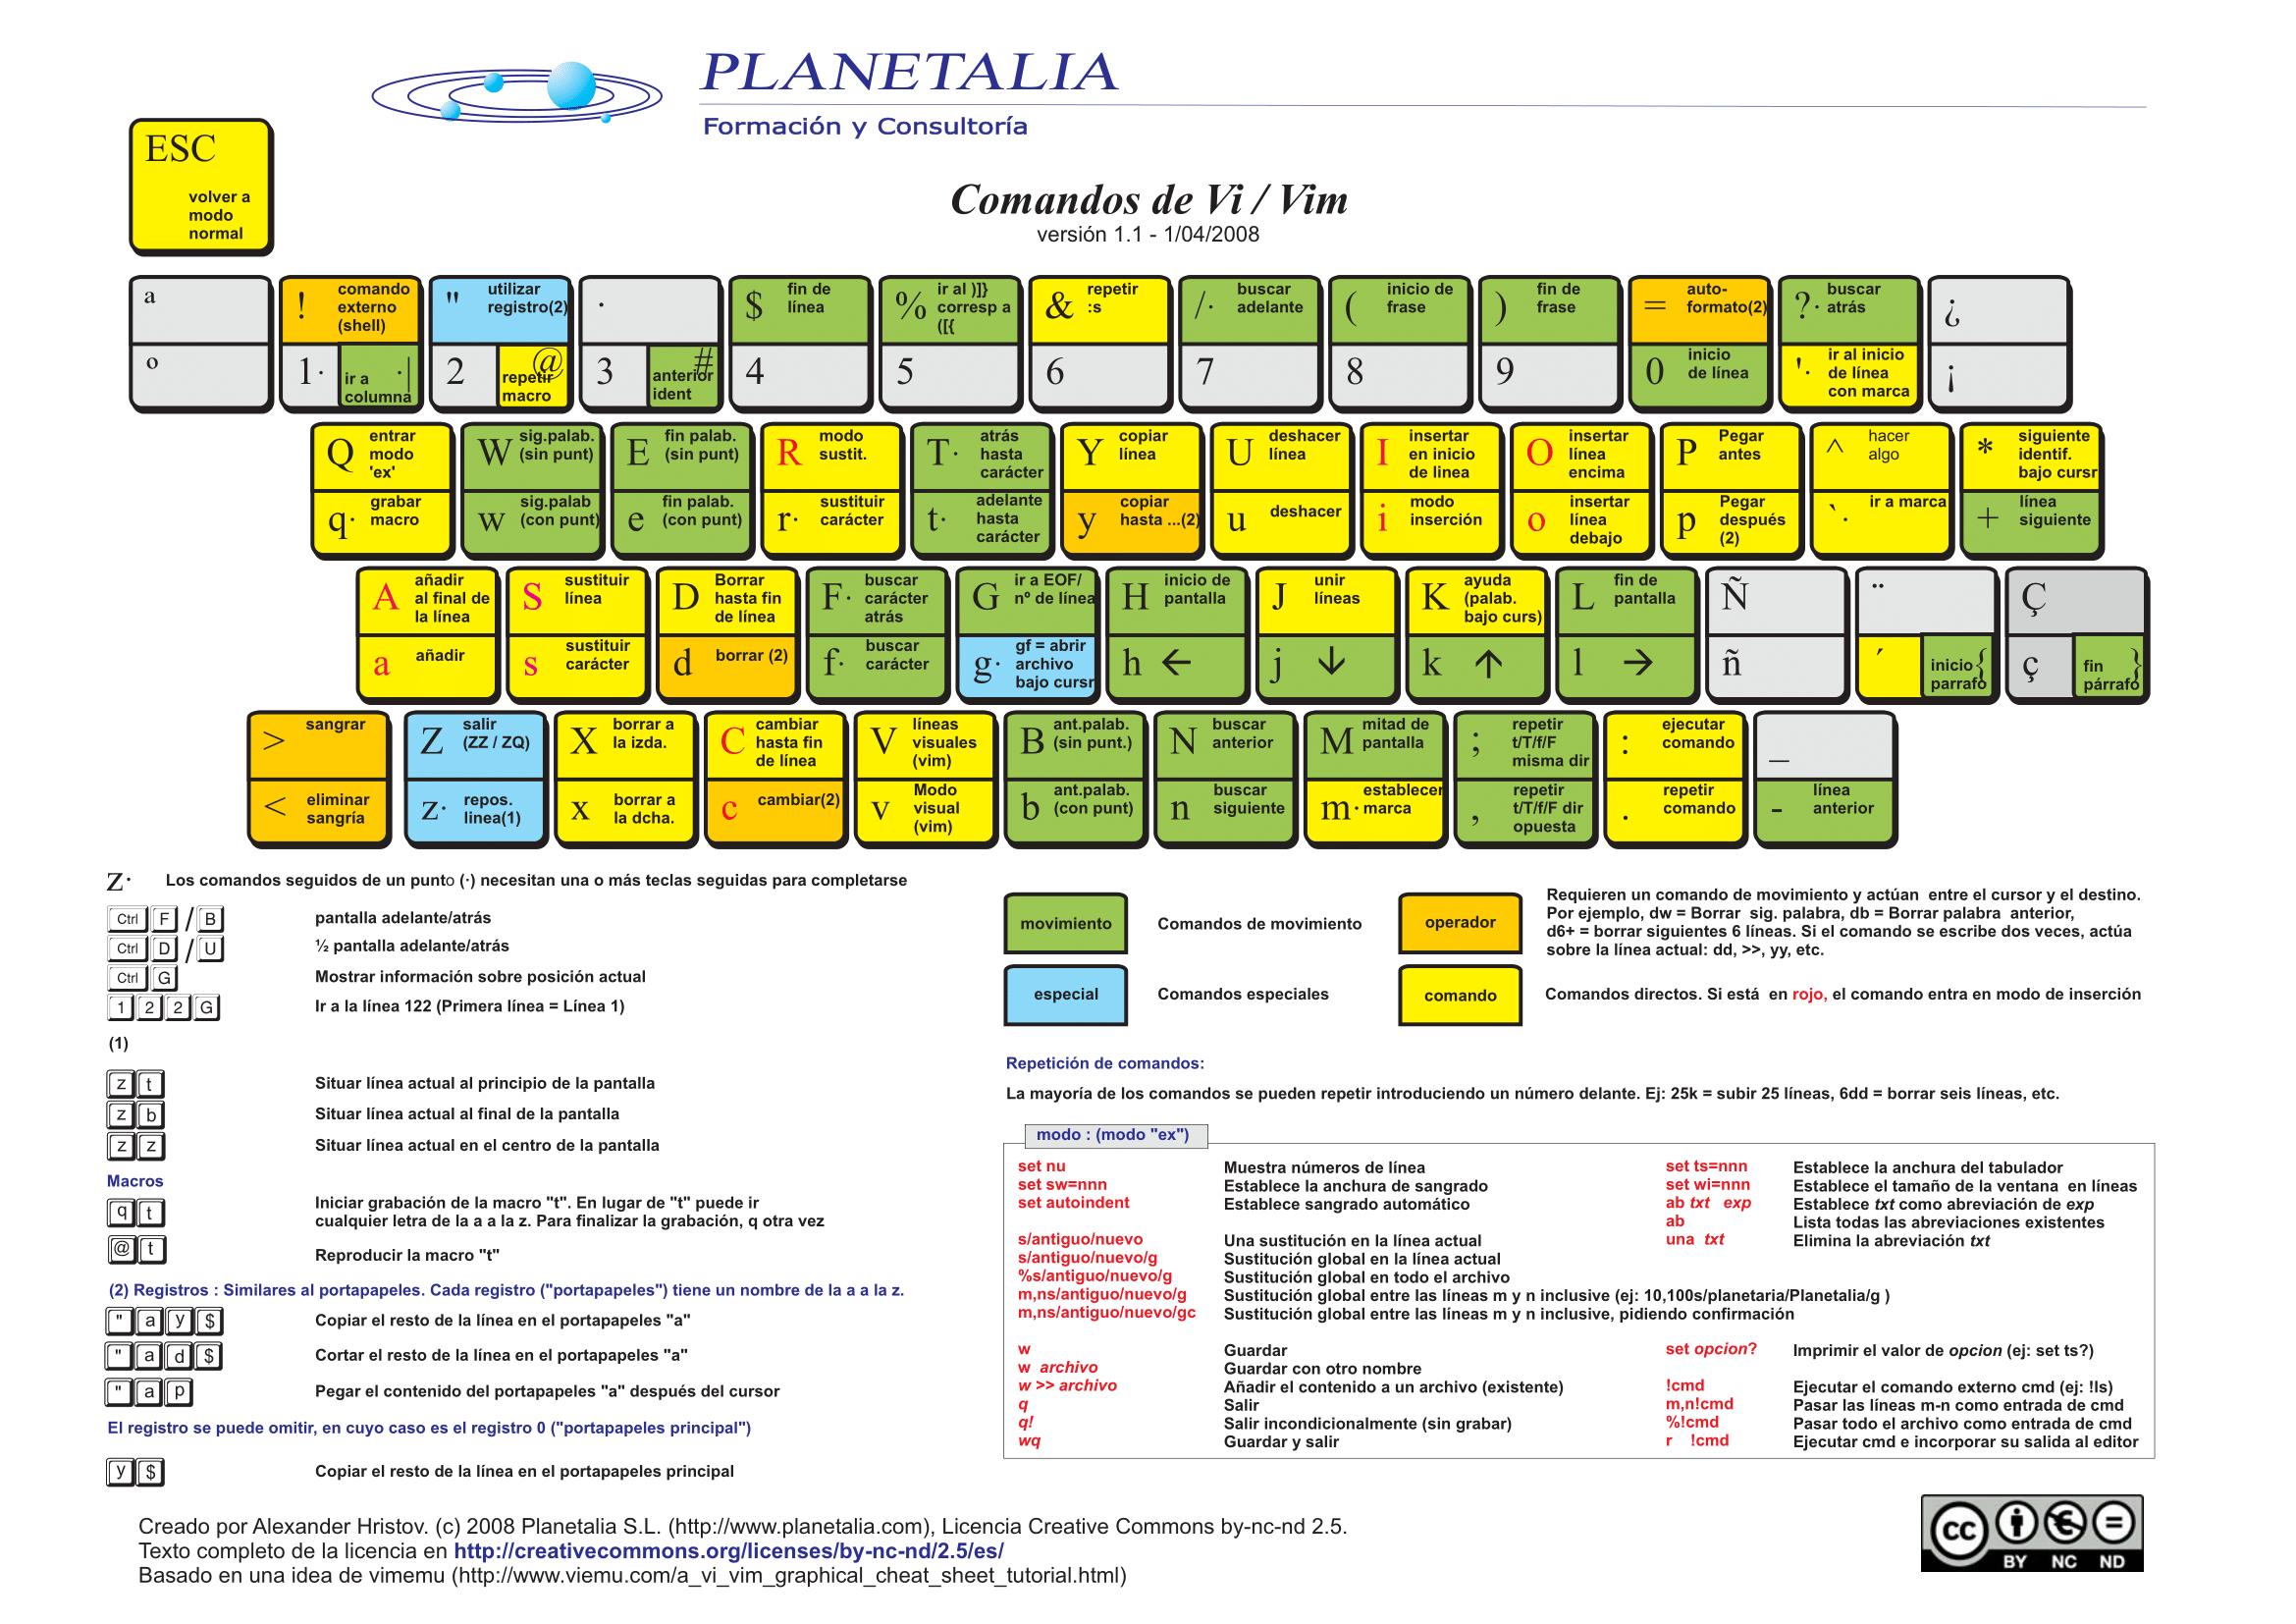 PLANETALIA
Formación y Consultoría
ESC
volver a
modo
normal
Comandos de Vi / Vim
versión 1.1 - 1/04/2008
ª
º
!
comando
externo
(shell)
1·
ir a
columna
·|
"
utilizar
registro(2)
2
@
repetir
macro
·
3
#
anterior
ident
$
fin de
línea
4
%
ir al )]}
corresp a
([{
5
&
repetir
:s
6
/·
buscar
adelante
7
(
inicio de
frase
8
)
fin de
frase
9
=
auto-
formato(2)
0
inicio
de línea
?·
buscar
atrás
'·
ir al inicio
de línea
con marca
¿
¡
Q
entrar
modo
'ex'
q·
grabar
macro
W
sig.palab.
(sin punt)
w
sig.palab
(con punt)
E
fin palab.
(sin punt)
e
fin palab.
(con punt)
R
modo
sustit.
r·
sustituir
carácter
T·
atrás
hasta
carácter
t·
adelante
hasta
carácter
Y
copiar
línea
y
copiar
hasta ...(2)
U
deshacer
línea
u
deshacer
I
insertar
en inicio
de linea
i
modo
inserción
O
insertar
línea
encima
o
insertar
línea
debajo
P
Pegar
antes
p
Pegar
después
(2)
^
hacer
algo
`·
ir a marca
*
siguiente
identif.
bajo cursr
+
línea
siguiente
A
añadir
al final de
la línea
a
añadir
S
sustituir
línea
s
sustituir
carácter
D
Borrar
hasta fin
de línea
d
borrar (2)
F·
buscar
carácter
atrás
f·
buscar
carácter
G
ir a EOF/
nº de línea
g·
gf = abrir
archivo
bajo cursr
H
inicio de
pantalla
h ←
J
unir
líneas
j ↓
K
ayuda
(palab.
bajo curs)
k ↑
L
fin de
pantalla
l →
Ñ
ñ
¨
´
inicio {
parrafo
Ç
ç
fin }
párrafo
>
sangrar
<
eliminar
sangría
Z
salir
(ZZ / ZQ)
z·
repos.
linea(1)
X
borrar a
la izda.
x
borrar a
la dcha.
C
cambiar
hasta fin
de línea
c
cambiar(2)
V
líneas
visuales
(vim)
v
Modo
visual
(vim)
B
ant.palab.
(sin punt.)
b
ant.palab.
(con punt)
N
buscar
anterior
n
buscar
siguiente
M
mitad de
pantalla
m·
establecer
marca
;
repetir
t/T/f/F
misma dir
,
repetir
t/T/f/F dir
opuesta
:
ejecutar
comando
.
repetir
comando
_
-
línea
anterior
z· Los comandos seguidos de un punto (·) necesitan una o más teclas seguidas para completarse
Ctrl F / B pantalla adelante/atrás
Ctrl D / U ½ pantalla adelante/atrás
Ctrl G Mostrar información sobre posición actual
1 2 2 G Ir a la línea 122 (Primera línea = Línea 1)
(1)
z t Situar línea actual al principio de la pantalla
z b Situar línea actual al final de la pantalla
z z Situar línea actual en el centro de la pantalla
Macros
q t Iniciar grabación de la macro "t". En lugar de "t" puede ir
cualquier letra de la a a la z. Para finalizar la grabación, q otra vez
@ t Reproducir la macro "t"
(2) Registros : Similares al portapapeles. Cada registro ("portapapeles") tiene un nombre de la a a la z.
" a y $ Copiar el resto de la línea en el portapapeles "a"
" a d $ Cortar el resto de la línea en el portapapeles "a"
" a p Pegar el contenido del portapapeles "a" después del cursor
El registro se puede omitir, en cuyo caso es el registro 0 ("portapapeles principal")
y $ Copiar el resto de la línea en el portapapeles principal
movimiento Comandos de movimiento
operador
Requieren un comando de movimiento y actúan entre el cursor y el destino.
Por ejemplo, dw = Borrar sig. palabra, db = Borrar palabra anterior,
d6+ = borrar siguientes 6 líneas. Si el comando se escribe dos veces, actúa
sobre la línea actual: dd, >>, yy, etc.
especial Comandos especiales
comando Comandos directos. Si está en rojo, el comando entra en modo de inserción
Repetición de comandos:
La mayoría de los comandos se pueden repetir introduciendo un número delante. Ej: 25k = subir 25 líneas, 6dd = borrar seis líneas, etc.
modo : (modo "ex")
set nu Muestra números de línea
set sw=nnn Establece la anchura de sangrado
set autoindent Establece sangrado automático
s/antiguo/nuevo Una sustitución en la línea actual
s/antiguo/nuevo/g Sustitución global en la línea actual
%s/antiguo/nuevo/g Sustitución global en todo el archivo
m,ns/antiguo/nuevo/g Sustitución global entre las líneas m y n inclusive (ej: 10,100s/planetaria/Planetalia/g )
m,ns/antiguo/nuevo/gc Sustitución global entre las líneas m y n inclusive, pidiendo confirmación
w Guardar
w archivo Guardar con otro nombre
w >> archivo Añadir el contenido a un archivo (existente)
q Salir
q! Salir incondicionalmente (sin grabar)
wq Guardar y salir
set ts=nnn Establece la anchura del tabulador
set wi=nnn Establece el tamaño de la ventana en líneas
ab txt exp Establece txt como abreviación de exp
ab Lista todas las abreviaciones existentes
una txt Elimina la abreviación txt
set opcion? Imprimir el valor de opcion (ej: set ts?)
!cmd Ejecutar el comando externo cmd (ej: !ls)
m,n!cmd Pasar las líneas m-n como entrada de cmd
%!cmd Pasar todo el archivo como entrada de cmd
r !cmd Ejecutar cmd e incorporar su salida al editor
Creado por Alexander Hristov. (c) 2008 Planetalia S.L. (http://www.planetalia.com), Licencia Creative Commons by-nc-nd 2.5.
Texto completo de la licencia en http://creativecommons.org/licenses/by-nc-nd/2.5/es/
Basado en una idea de vimemu (http://www.viemu.com/a_vi_vim_graphical_cheat_sheet_tutorial.html)
cc
BY NC ND